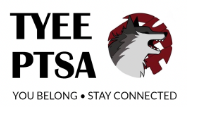 TYEE
PTSA
YOU BELONG • STAY CONNECTED